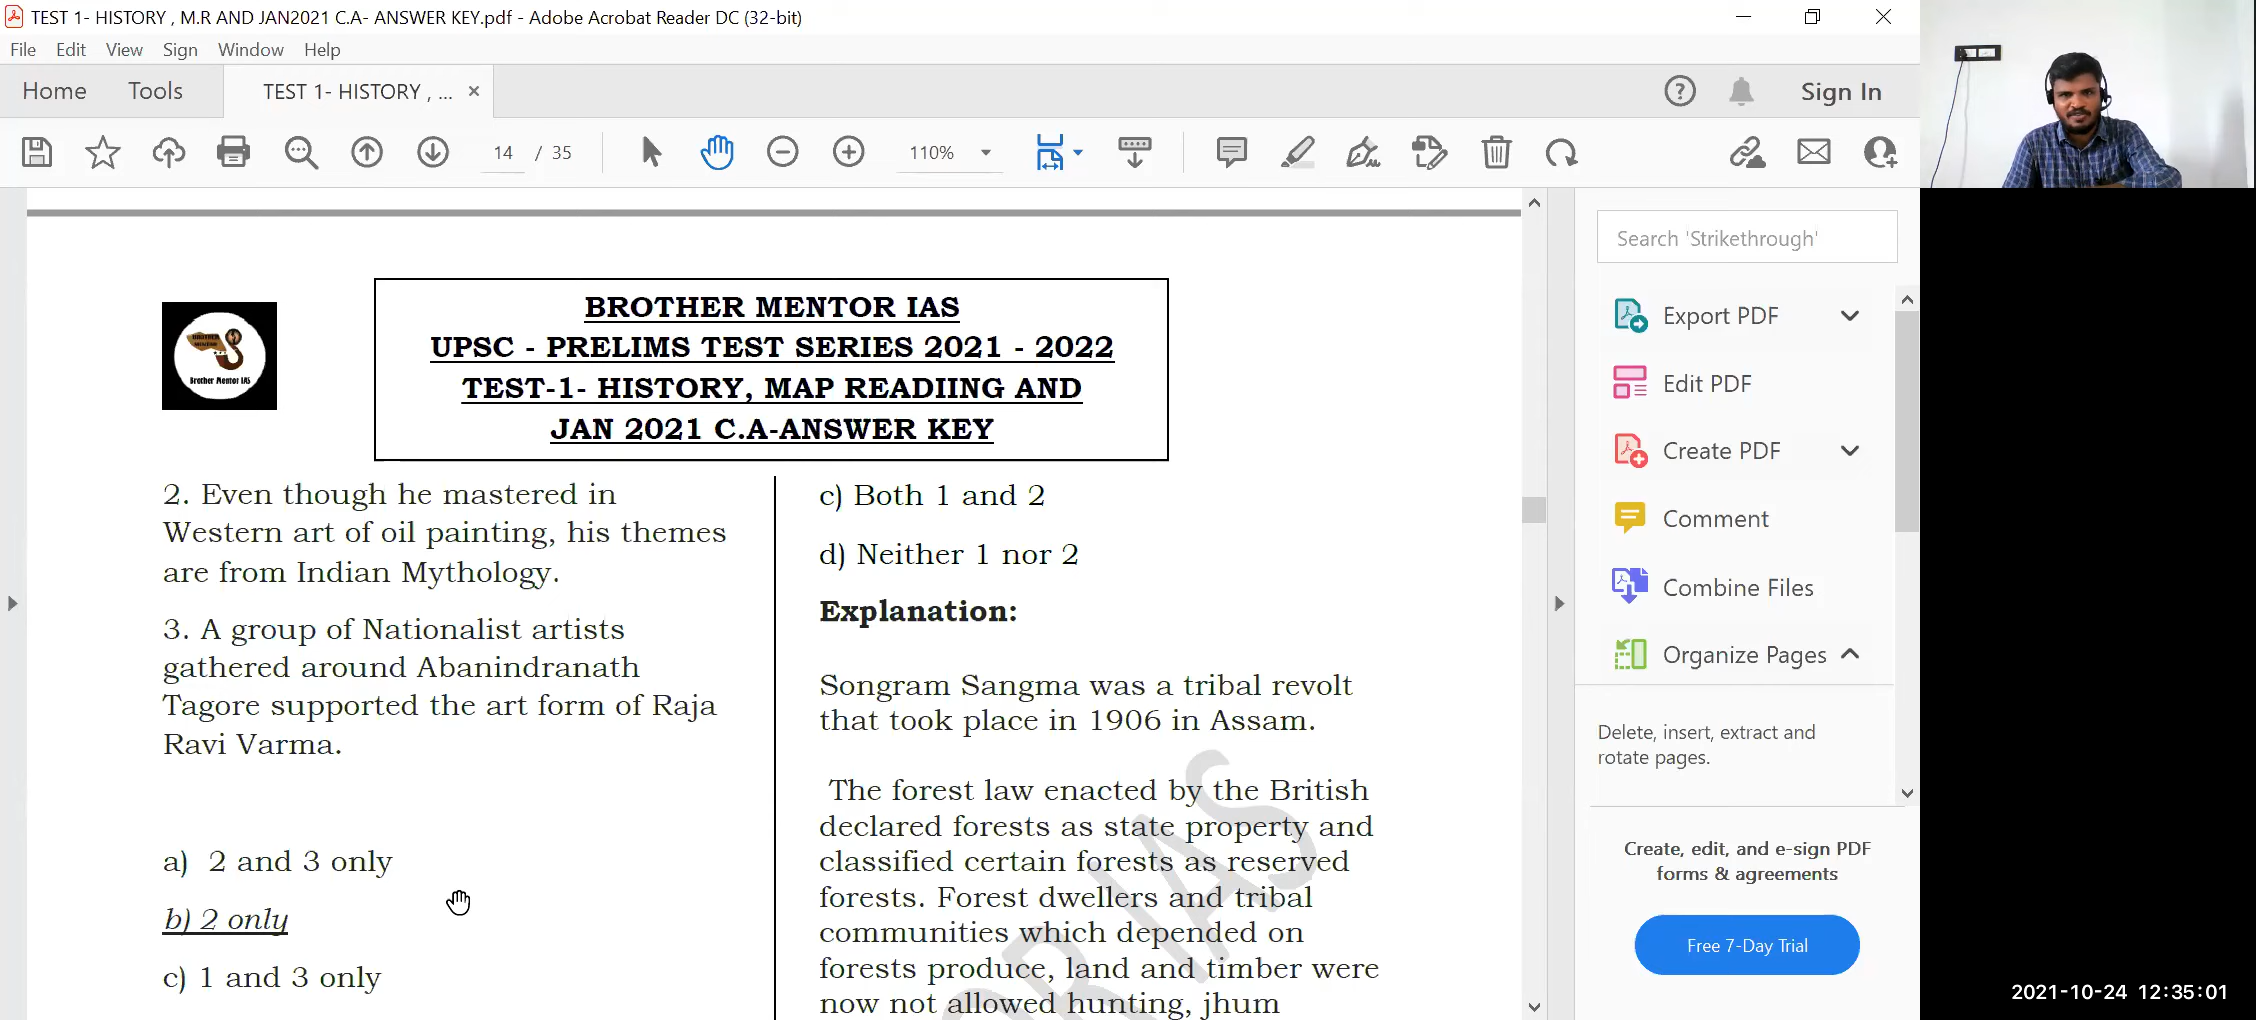 TEST 1- HISTORY , M.R AND JAN2021 C.A- ANSWER KEY.pdf - Adobe Acrobat Reader DC (32-bit)
File Edit View Sign Window Help
Home Tools TEST 1- HISTORY , ... × Sign In
14 / 35 110%
BROTHER MENTOR IAS
UPSC - PRELIMS TEST SERIES 2021 - 2022
TEST-1- HISTORY, MAP READIING AND
JAN 2021 C.A-ANSWER KEY
Brother Mentor IAS
2. Even though he mastered in
Western art of oil painting, his themes
are from Indian Mythology.
3. A group of Nationalist artists
gathered around Abanindranath
Tagore supported the art form of Raja
Ravi Varma.
a) 2 and 3 only
b) 2 only
c) 1 and 3 only
c) Both 1 and 2
d) Neither 1 nor 2
Explanation:
Songram Sangma was a tribal revolt
that took place in 1906 in Assam.
The forest law enacted by the British
declared forests as state property and
classified certain forests as reserved
forests. Forest dwellers and tribal
communities which depended on
forests produce, land and timber were
now not allowed hunting, jhum
OR IAS
Search 'Strikethrough'
Export PDF
Edit PDF
Create PDF
Comment
Combine Files
Organize Pages
Delete, insert, extract and
rotate pages.
Create, edit, and e-sign PDF
forms & agreements
Free 7-Day Trial
2021-10-24 12:35:01